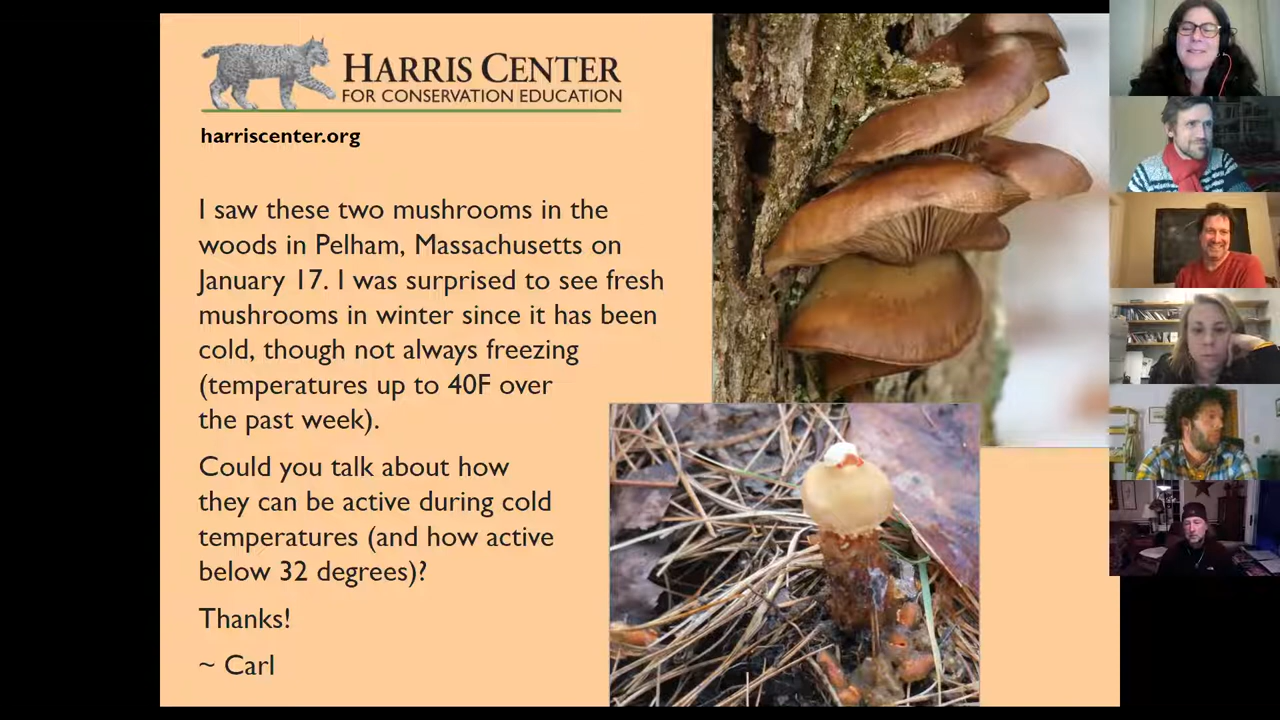 HARRIS CENTER
FOR CONSERVATION EDUCATION
harriscenter.org
I saw these two mushrooms in the
woods in Pelham, Massachusetts on
January 17. I was surprised to see fresh
mushrooms in winter since it has been
cold, though not always freezing
(temperatures up to 40F over
the past week).
Could you talk about how
they can be active during cold
temperatures (and how active
below 32 degrees)?
Thanks!
~ Carl